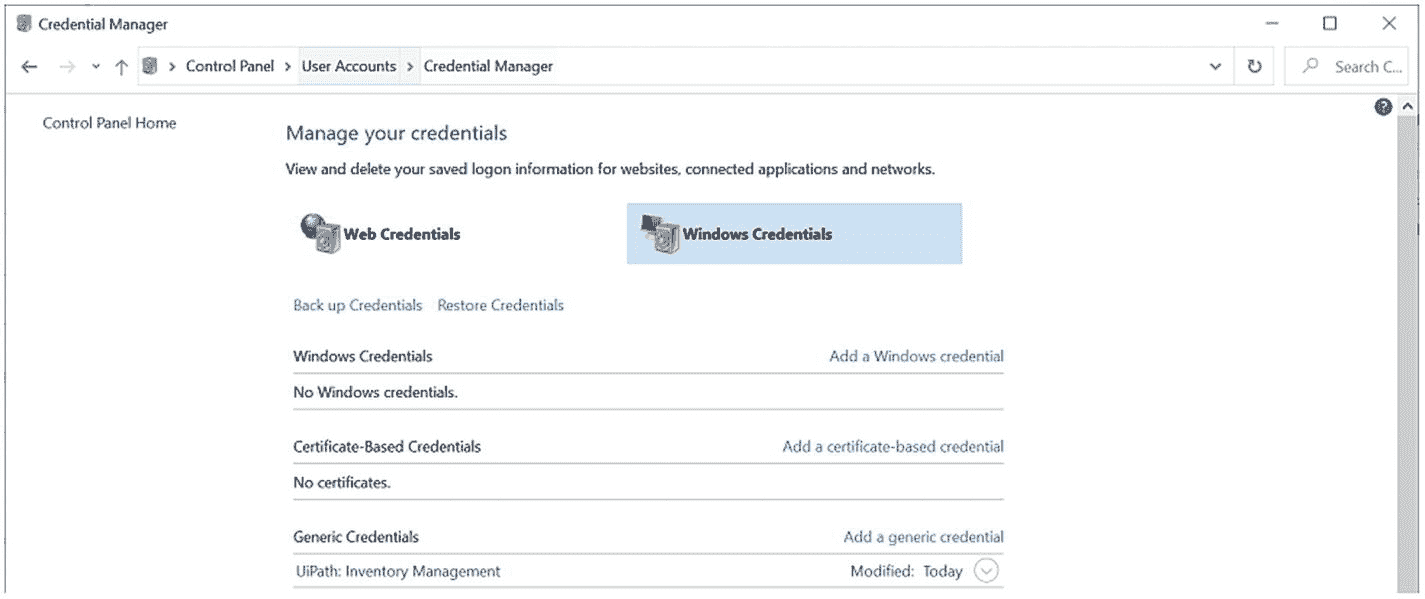 Credential Manager
Control Panel > User Accounts > Credential Manager
Search C...
Control Panel Home
Manage your credentials
View and delete your saved logon information for websites, connected applications and networks.
Web Credentials
Windows Credentials
Back up Credentials
Restore Credentials
Windows Credentials
Add a Windows credential
No Windows credentials.
Certificate-Based Credentials
Add a certificate-based credential
No certificates.
Generic Credentials
Add a generic credential
UiPath: Inventory Management
Modified: Today